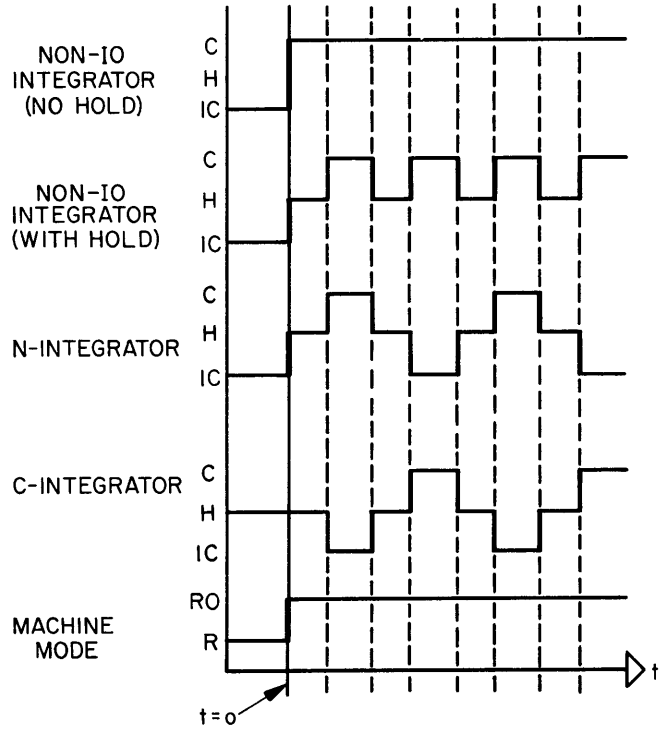 NON-IO
INTEGRATOR
(NO HOLD)
C
H
IC
NON-IO
INTEGRATOR
(WITH HOLD)
C
H
IC
N-INTEGRATOR
C
H
IC
C-INTEGRATOR
C
H
IC
MACHINE
MODE
RO
R
t
t=o